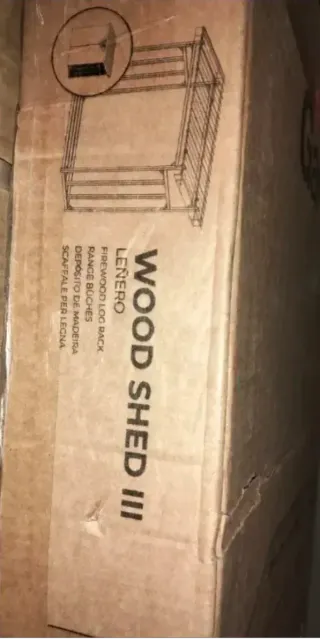 WOOD SHED III
LEÑERO
FIREWOOD LOG RACK
RANGE BÛCHES
DEPÓSITO DE MADEIRA
SCAFFALE PER LEGNA